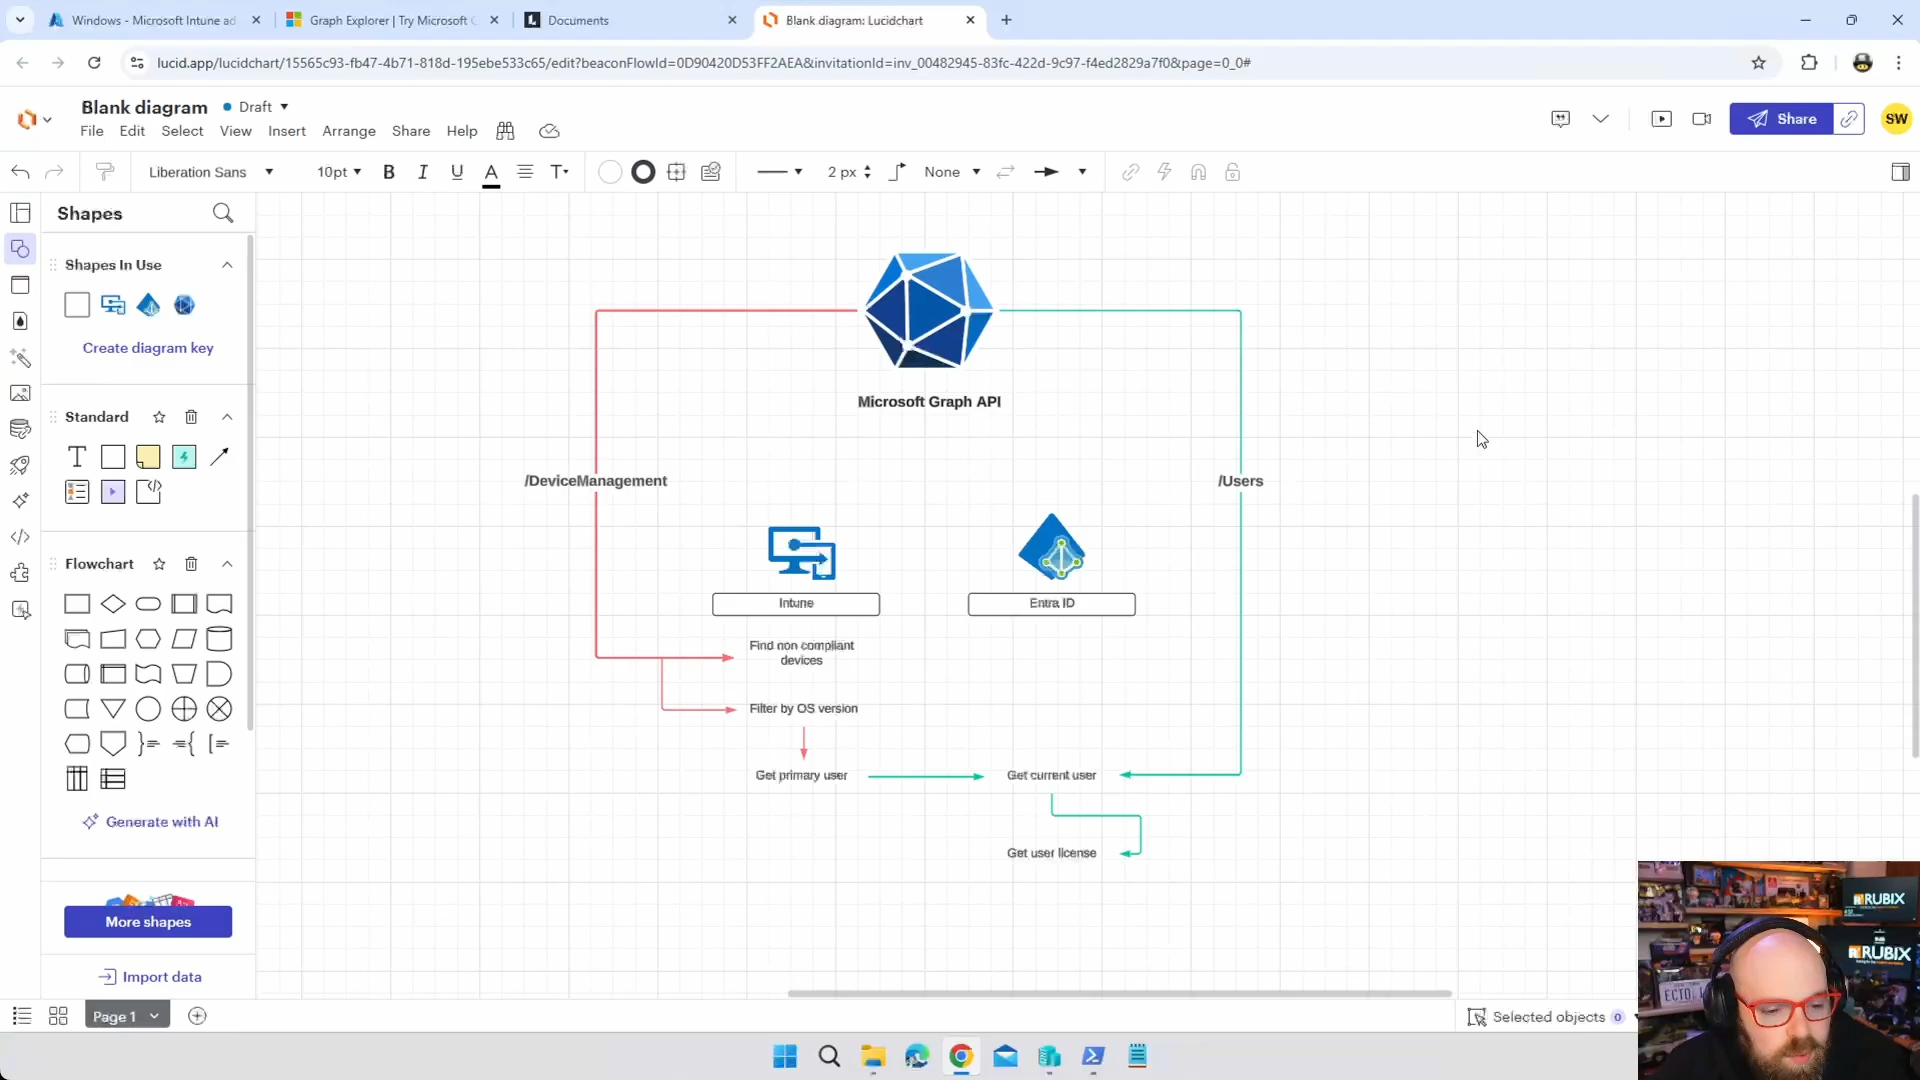 Windows - Microsoft Intune ad
Graph Explorer | Try Microsoft G
Documents
Blank diagram: Lucidchart
lucid.app/lucidchart/15565c93-fb47-4b71-818d-195ebe533c65/edit?beaconFlowId=0D90420D53FF2AEA&invitationId=inv_00482945-83fc-422d-9c97-f4ed2829a7f0&page=0_0#
Blank diagram
Draft
File Edit Select View Insert Arrange Share Help
Share
SW
Liberation Sans
10pt
B I U A T
2 px
None
Shapes
Shapes In Use
Create diagram key
Standard
T
Flowchart
Generate with AI
More shapes
Import data
Microsoft Graph API
/DeviceManagement
/Users
Intune
Entra ID
Find non compliant
devices
Filter by OS version
Get primary user
Get current user
Get user license
Page 1
Selected objects 0
RUBIX
RUBIX